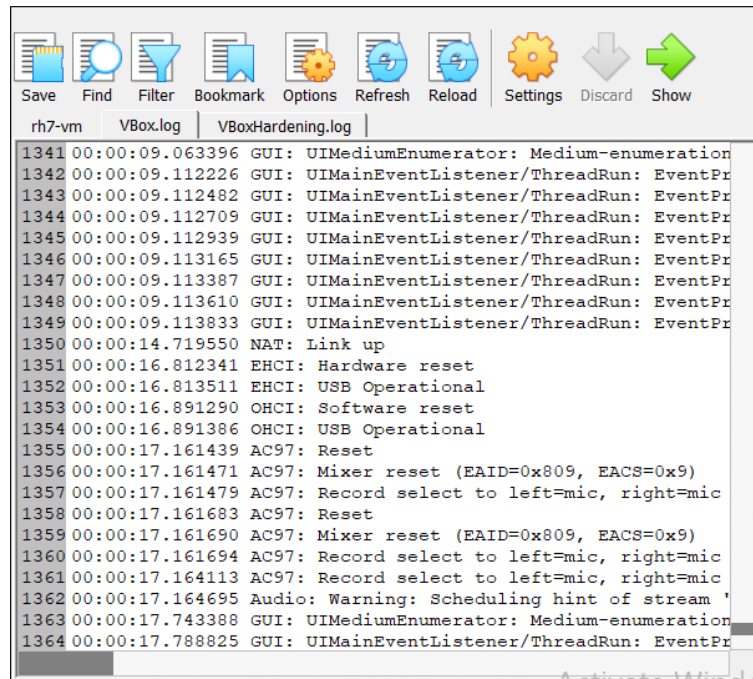 Save Find Filter Bookmark Options Refresh Reload Settings Discard Show
rh7-vm VBox.log VBoxHardening.log
1341 00:00:09.063396 GUI: UIMediumEnumerator: Medium-enumeration
1342 00:00:09.112226 GUI: UIMainEventListener/ThreadRun: EventPr
1343 00:00:09.112482 GUI: UIMainEventListener/ThreadRun: EventPr
1344 00:00:09.112709 GUI: UIMainEventListener/ThreadRun: EventPr
1345 00:00:09.112939 GUI: UIMainEventListener/ThreadRun: EventPr
1346 00:00:09.113165 GUI: UIMainEventListener/ThreadRun: EventPr
1347 00:00:09.113387 GUI: UIMainEventListener/ThreadRun: EventPr
1348 00:00:09.113610 GUI: UIMainEventListener/ThreadRun: EventPr
1349 00:00:09.113833 GUI: UIMainEventListener/ThreadRun: EventPr
1350 00:00:14.719550 NAT: Link up
1351 00:00:16.812341 EHCI: Hardware reset
1352 00:00:16.813511 EHCI: USB Operational
1353 00:00:16.891290 OHCI: Software reset
1354 00:00:16.891386 OHCI: USB Operational
1355 00:00:17.161439 AC97: Reset
1356 00:00:17.161471 AC97: Mixer reset (EAID=0x809, EACS=0x9)
1357 00:00:17.161479 AC97: Record select to left=mic, right=mic
1358 00:00:17.161683 AC97: Reset
1359 00:00:17.161690 AC97: Mixer reset (EAID=0x809, EACS=0x9)
1360 00:00:17.161694 AC97: Record select to left=mic, right=mic
1361 00:00:17.164113 AC97: Record select to left=mic, right=mic
1362 00:00:17.164695 Audio: Warning: Scheduling hint of stream '
1363 00:00:17.743388 GUI: UIMediumEnumerator: Medium-enumeration
1364 00:00:17.788825 GUI: UIMainEventListener/ThreadRun: EventPr